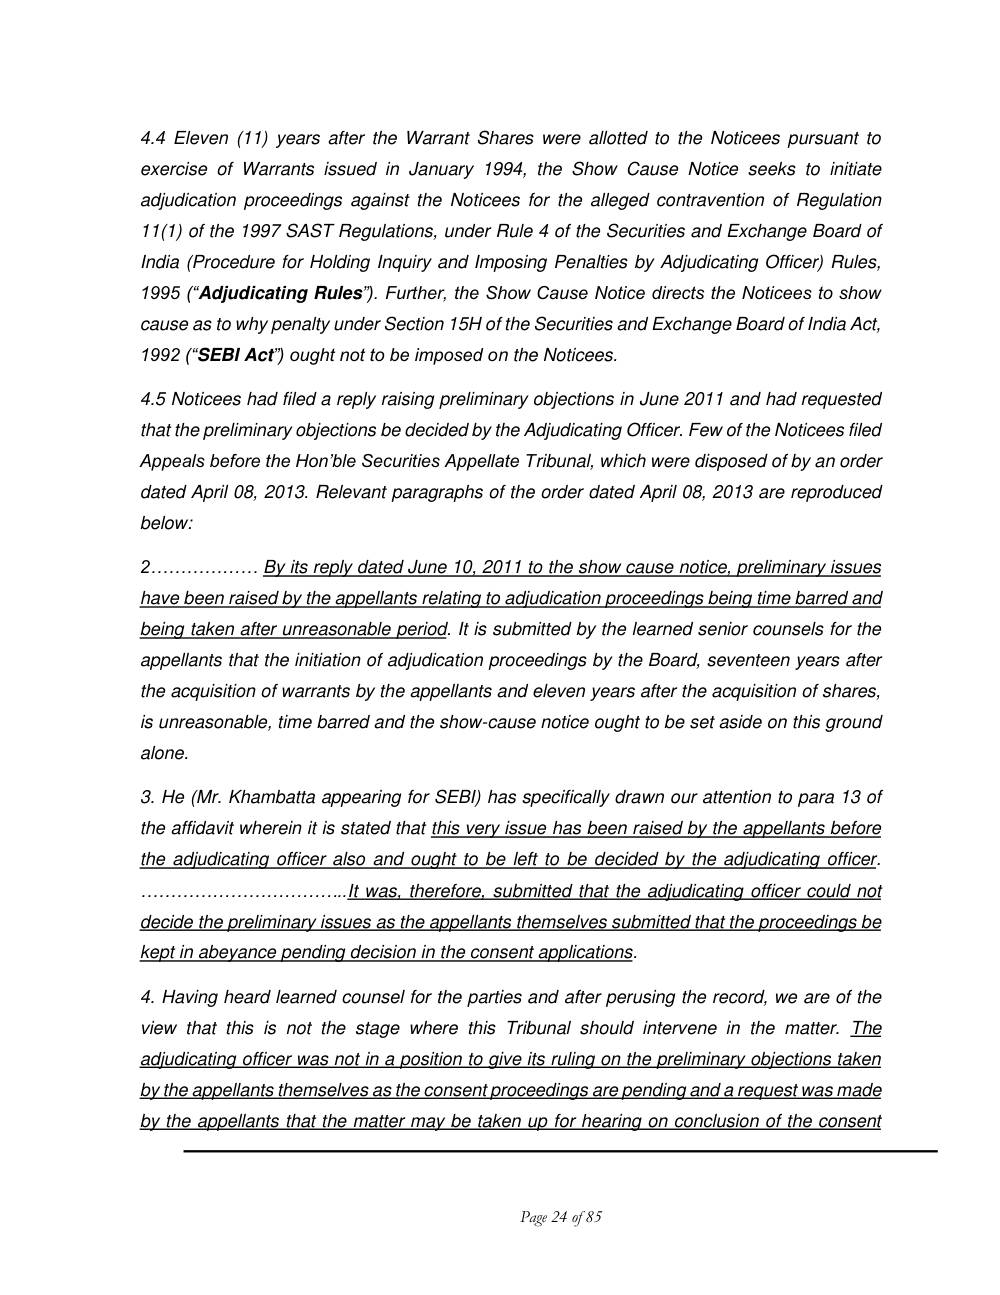 4.4 Eleven (11) years after the Warrant Shares were allotted to the Noticees pursuant to
exercise of Warrants issued in January 1994, the Show Cause Notice seeks to initiate
adjudication proceedings against the Noticees for the alleged contravention of Regulation
11(1) of the 1997 SAST Regulations, under Rule 4 of the Securities and Exchange Board of
India (Procedure for Holding Inquiry and Imposing Penalties by Adjudicating Officer) Rules,
1995 (“Adjudicating Rules”). Further, the Show Cause Notice directs the Noticees to show
cause as to why penalty under Section 15H of the Securities and Exchange Board of India Act,
1992 (“SEBI Act”) ought not to be imposed on the Noticees.
4.5 Noticees had filed a reply raising preliminary objections in June 2011 and had requested
that the preliminary objections be decided by the Adjudicating Officer. Few of the Noticees filed
Appeals before the Hon’ble Securities Appellate Tribunal, which were disposed of by an order
dated April 08, 2013. Relevant paragraphs of the order dated April 08, 2013 are reproduced
below:
2……………… By its reply dated June 10, 2011 to the show cause notice, preliminary issues
have been raised by the appellants relating to adjudication proceedings being time barred and
being taken after unreasonable period. It is submitted by the learned senior counsels for the
appellants that the initiation of adjudication proceedings by the Board, seventeen years after
the acquisition of warrants by the appellants and eleven years after the acquisition of shares,
is unreasonable, time barred and the show-cause notice ought to be set aside on this ground
alone.
3. He (Mr. Khambatta appearing for SEBI) has specifically drawn our attention to para 13 of
the affidavit wherein it is stated that this very issue has been raised by the appellants before
the adjudicating officer also and ought to be left to be decided by the adjudicating officer.
……………………………..It was, therefore, submitted that the adjudicating officer could not
decide the preliminary issues as the appellants themselves submitted that the proceedings be
kept in abeyance pending decision in the consent applications.
4. Having heard learned counsel for the parties and after perusing the record, we are of the
view that this is not the stage where this Tribunal should intervene in the matter. The
adjudicating officer was not in a position to give its ruling on the preliminary objections taken
by the appellants themselves as the consent proceedings are pending and a request was made
by the appellants that the matter may be taken up for hearing on conclusion of the consent
Page 24 of 85